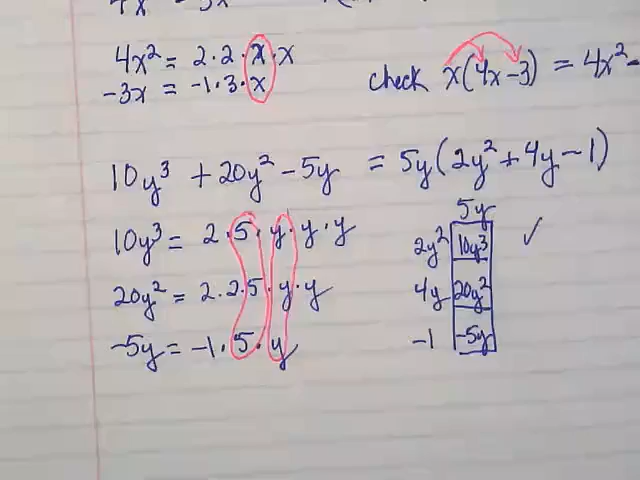 4x² = 2·2·x·x
-3x = -1·3·x
check x(4x-3) = 4x²-
10y³ + 20y² - 5y = 5y(2y² + 4y - 1)
10y³ = 2·5·y·y·y
20y² = 2·2·5·y·y
-5y = -1·5·y
5y
2y² 10y³ ✓
4y 20y²
-1 -5y